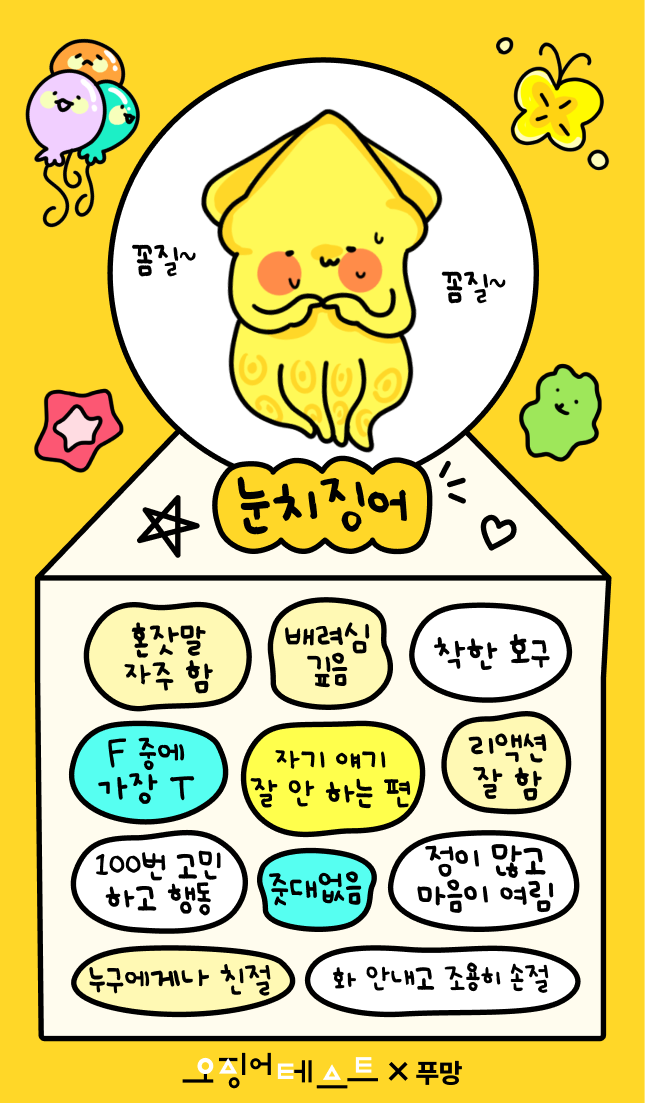 꼼질~
꼼질~
눈치징어
혼잣말
자주 함
배려심
깊음
착한 호구
F 중에
가장 T
자기 얘기
잘 안 하는 편
리액션
잘 함
100번 고민
하고 행동
줏대없음
정이 많고
마음이 여림
누구에게나 친절
화 안내고 조용히 손절
오징어테스트 × 푸망